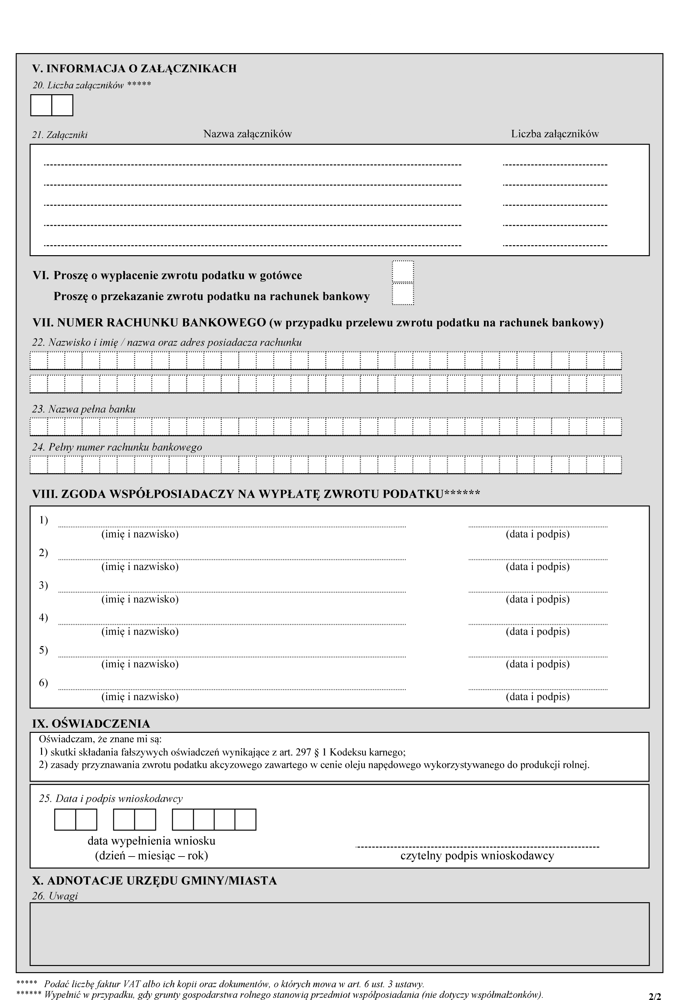 V. INFORMACJA O ZAŁĄCZNIKACH
20. Liczba załączników *****
21. Załączniki Nazwa załączników Liczba załączników
VI. Proszę o wypłacenie zwrotu podatku w gotówce
Proszę o przekazanie zwrotu podatku na rachunek bankowy
VII. NUMER RACHUNKU BANKOWEGO (w przypadku przelewu zwrotu podatku na rachunek bankowy)
22. Nazwisko i imię / nazwa oraz adres posiadacza rachunku
23. Nazwa pełna banku
24. Pełny numer rachunku bankowego
VIII. ZGODA WSPÓŁPOSIADACZY NA WYPŁATĘ ZWROTU PODATKU******
1)
(imię i nazwisko) (data i podpis)
2)
(imię i nazwisko) (data i podpis)
3)
(imię i nazwisko) (data i podpis)
4)
(imię i nazwisko) (data i podpis)
5)
(imię i nazwisko) (data i podpis)
6)
(imię i nazwisko) (data i podpis)
IX. OŚWIADCZENIA
Oświadczam, że znane mi są:
1) skutki składania fałszywych oświadczeń wynikające z art. 297 § 1 Kodeksu karnego;
2) zasady przyznawania zwrotu podatku akcyzowego zawartego w cenie oleju napędowego wykorzystywanego do produkcji rolnej.
25. Data i podpis wnioskodawcy
data wypełnienia wniosku
(dzień – miesiąc – rok) czytelny podpis wnioskodawcy
X. ADNOTACJE URZĘDU GMINY/MIASTA
26. Uwagi
***** Podać liczbę faktur VAT albo ich kopii oraz dokumentów, o których mowa w art. 6 ust. 3 ustawy.
****** Wypełnić w przypadku, gdy grunty gospodarstwa rolnego stanowią przedmiot współposiadania (nie dotyczy współmałżonków). 2/2